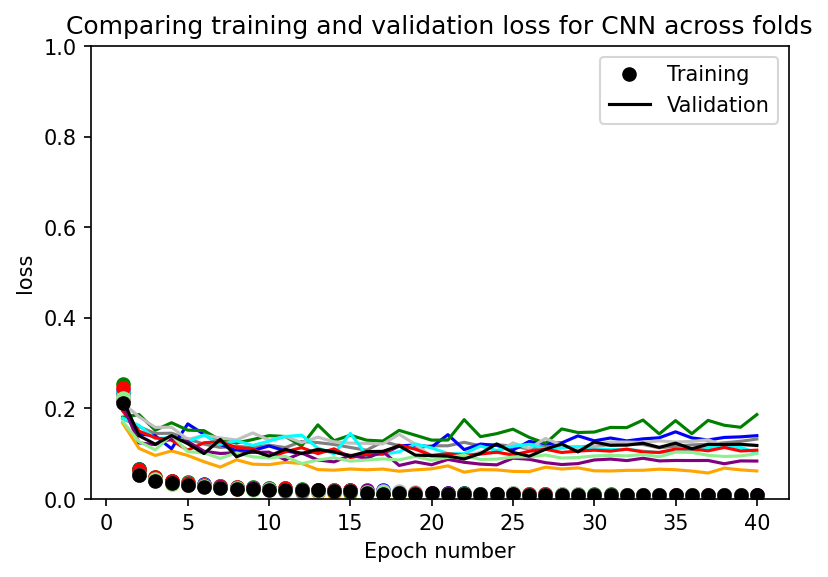 Comparing training and validation loss for CNN across folds
Training
Validation
1.0
0.8
0.6
0.4
0.2
0.0
loss
0 5 10 15 20 25 30 35 40
Epoch number